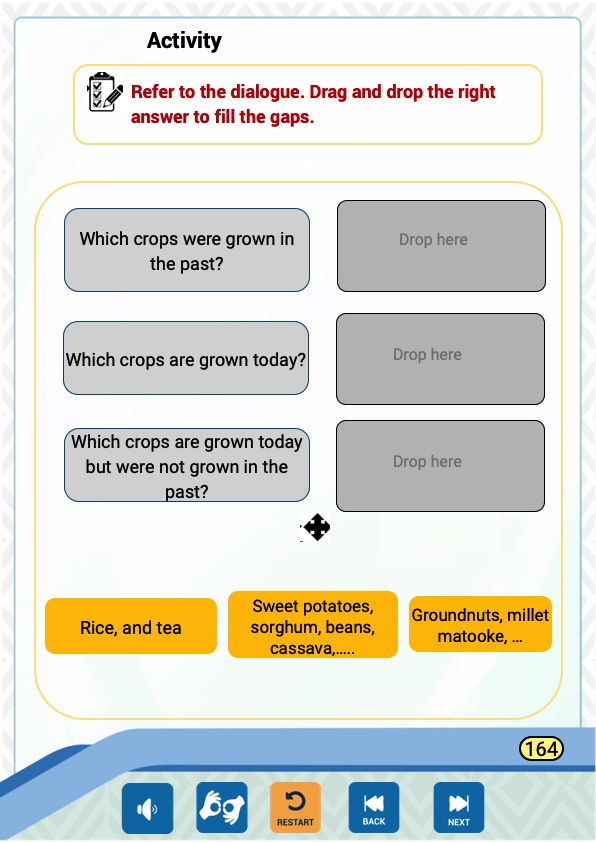 Activity
Refer to the dialogue. Drag and drop the right
answer to fill the gaps.
Which crops were grown in
the past?
Drop here
Which crops are grown today?
Drop here
Which crops are grown today
but were not grown in the
past?
Drop here
Rice, and tea
Sweet potatoes,
sorghum, beans,
cassava,.....
Groundnuts, millet
matooke, ...
164
RESTART
BACK
NEXT